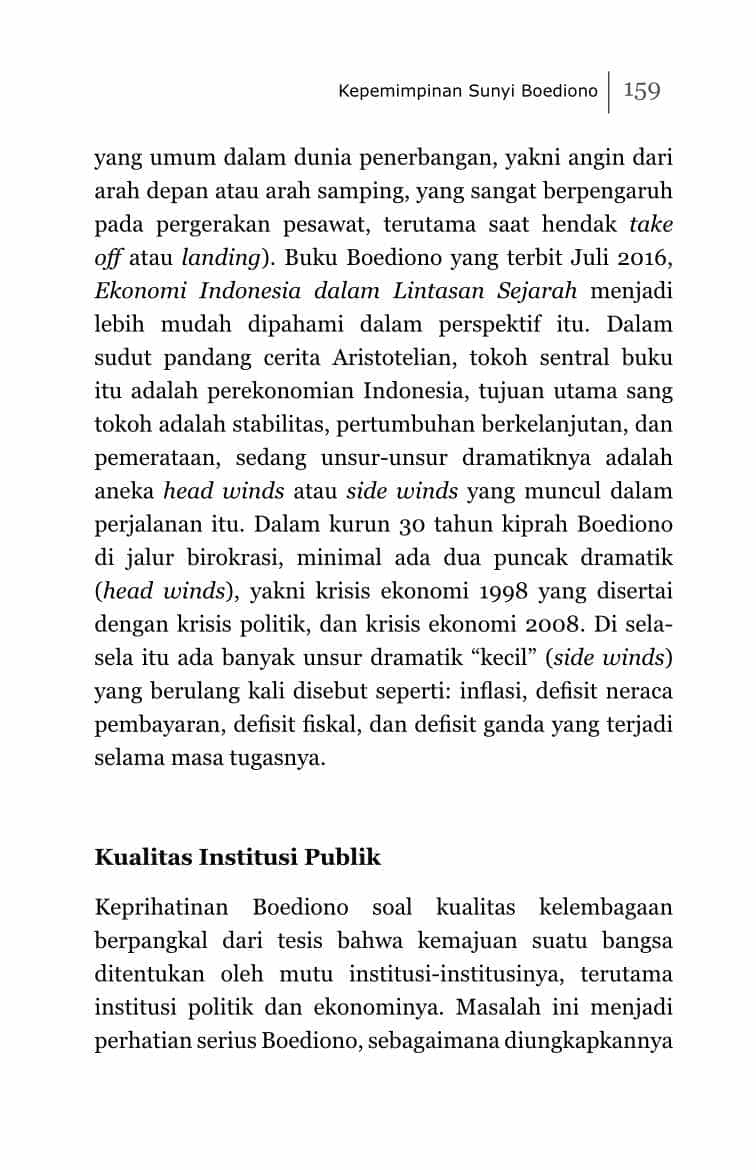 Kepemimpinan Sunyi Boediono 159
yang umum dalam dunia penerbangan, yakni angin dari
arah depan atau arah samping, yang sangat berpengaruh
pada pergerakan pesawat, terutama saat hendak take
off atau landing). Buku Boediono yang terbit Juli 2016,
Ekonomi Indonesia dalam Lintasan Sejarah menjadi
lebih mudah dipahami dalam perspektif itu. Dalam
sudut pandang cerita Aristotelian, tokoh sentral buku
itu adalah perekonomian Indonesia, tujuan utama sang
tokoh adalah stabilitas, pertumbuhan berkelanjutan, dan
pemerataan, sedang unsur-unsur dramatiknya adalah
aneka head winds atau side winds yang muncul dalam
perjalanan itu. Dalam kurun 30 tahun kiprah Boediono
di jalur birokrasi, minimal ada dua puncak dramatik
(head winds), yakni krisis ekonomi 1998 yang disertai
dengan krisis politik, dan krisis ekonomi 2008. Di sela-
sela itu ada banyak unsur dramatik “kecil” (side winds)
yang berulang kali disebut seperti: inflasi, defisit neraca
pembayaran, defisit fiskal, dan defisit ganda yang terjadi
selama masa tugasnya.
Kualitas Institusi Publik
Keprihatinan Boediono soal kualitas kelembagaan
berpangkal dari tesis bahwa kemajuan suatu bangsa
ditentukan oleh mutu institusi-institusinya, terutama
institusi politik dan ekonominya. Masalah ini menjadi
perhatian serius Boediono, sebagaimana diungkapkannya